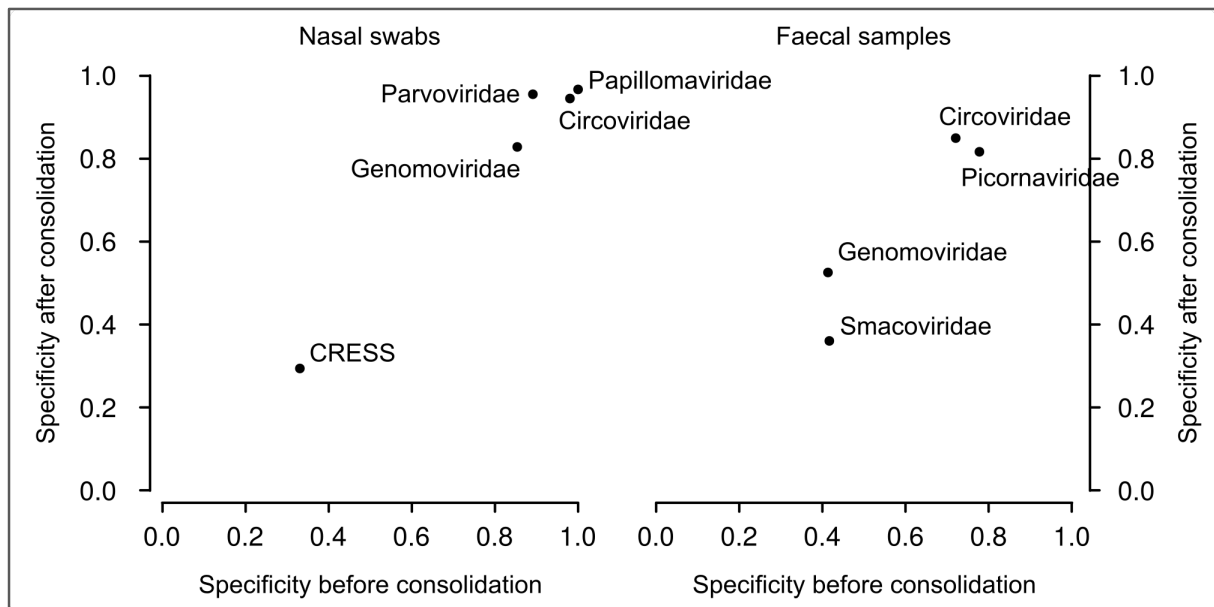 Nasal swabs
Faecal samples
1.0
0.8
0.6
0.4
0.2
0.0
Specificity after consolidation
Parvoviridae
Papillomaviridae
Circoviridae
Genomoviridae
CRESS
0.0 0.2 0.4 0.6 0.8 1.0
Specificity before consolidation
Circoviridae
Picornaviridae
Genomoviridae
Smacoviridae
1.0
0.8
0.6
0.4
0.2
0.0
Specificity after consolidation
0.0 0.2 0.4 0.6 0.8 1.0
Specificity before consolidation